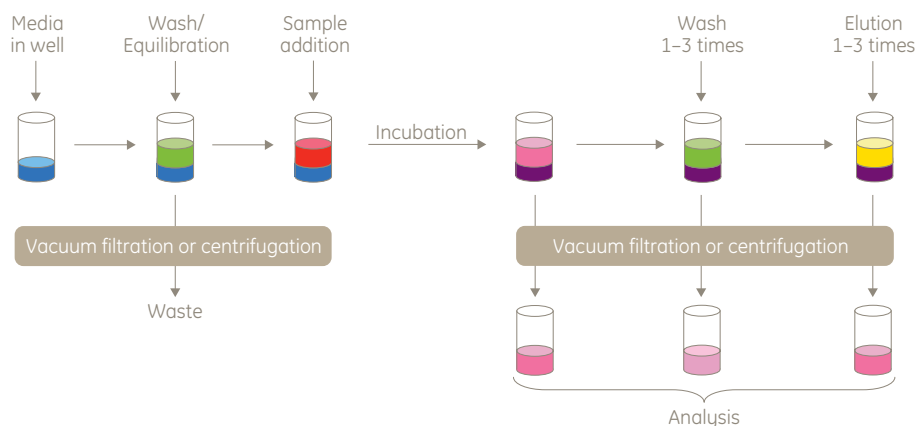 Media
in well
Wash/
Equilibration
Sample
addition
Incubation
Wash
1–3 times
Elution
1–3 times
Vacuum filtration or centrifugation
Vacuum filtration or centrifugation
Waste
Analysis